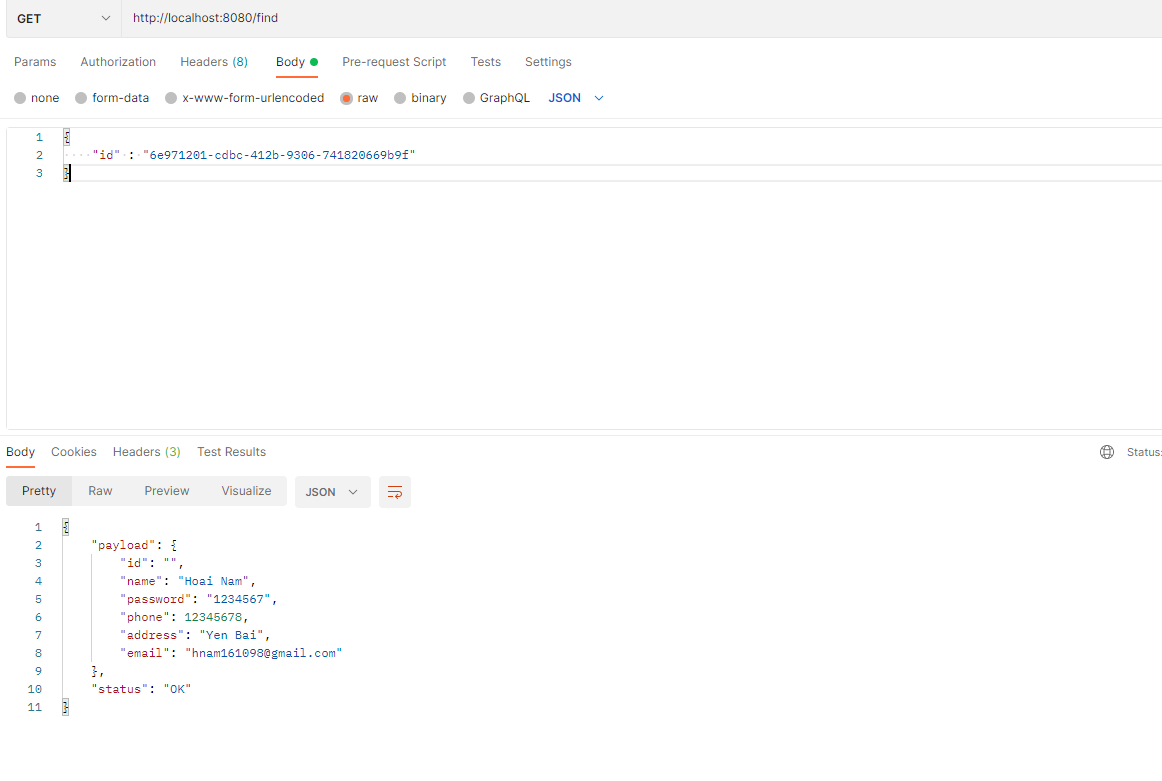 GET http://localhost:8080/find
Params Authorization Headers (8) Body Pre-request Script Tests Settings
none form-data x-www-form-urlencoded raw binary GraphQL JSON
1 {
2 ····"id"·:·"6e971201-cdbc-412b-9306-741820669b9f"
3 }
Body Cookies Headers (3) Test Results Status:
Pretty Raw Preview Visualize JSON
1 {
2 "payload": {
3 "id": "",
4 "name": "Hoai Nam",
5 "password": "1234567",
6 "phone": 12345678,
7 "address": "Yen Bai",
8 "email": "hnam161098@gmail.com"
9 },
10 "status": "OK"
11 }